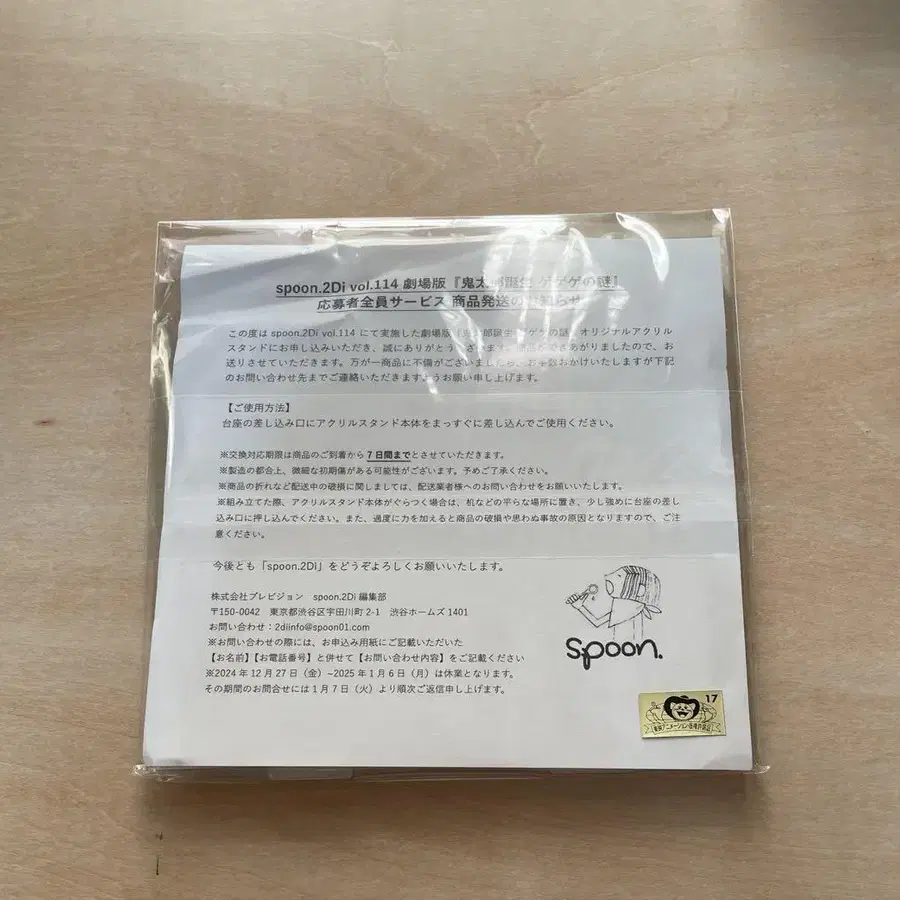 spoon.2Di vol.114 劇場版『鬼太郎誕生 ゲゲゲの謎』
応募者全員サービス 商品発送のお知らせ
この度は spoon.2Di vol.114 にて実施した劇場版『鬼太郎誕生 ゲゲゲの謎』オリジナルアクリル
スタンドにお申し込みいただき、誠にありがとうございます。商品ができあがりましたので、お
送りさせていただきます。万が一商品に不備がございましたら、お手数おかけいたしますが下記
のお問い合わせ先までご連絡いただきますようお願い申し上げます。
【ご使用方法】
台座の差し込み口にアクリルスタンド本体をまっすぐに差し込んでご使用ください。
※交換対応期限は商品のご到着から7日間までとさせていただきます。
※製造の都合上、微細な初期傷がある可能性がございます。予めご了承ください。
※商品の折れなど配送中の破損に関しましては、配送業者様へのお問い合わせをお願いいたします。
※組み立てた際、アクリルスタンド本体がぐらつく場合は、机などの平らな場所に置き、少し強めに台座の差し
込み口に押し込んでください。また、過度に力を加えると商品の破損や思わぬ事故の原因となりますので、ご注
意ください。
今後とも「spoon.2Di」をどうぞよろしくお願いいたします。
株式会社プレビジョン spoon.2Di 編集部
〒150-0042 東京都渋谷区宇田川町 2-1 渋谷ホームズ 1401
お問い合わせ：2diinfo@spoon01.com
※お問い合わせの際には、お申込み用紙にご記載いただいた
【お名前】【お電話番号】と併せて【お問い合わせ内容】をご記載ください
※2024 年 12 月 27 日（金）~2025 年 1 月 6 日（月）は休業となります。
その期間のお問合せには 1 月 7 日（火）より順次ご返信申し上げます。
spoon.
17
東映アニメーション版権許諾証